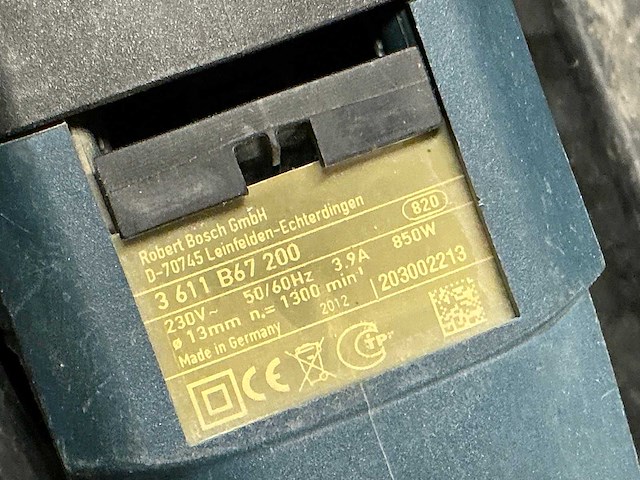 Robert Bosch GmbH
D-70745 Leinfelden-Echterdingen 820
3 611 B67 200
230V~ 50/60Hz 3.9A 850W
ø 13mm n₀= 1300 min⁻¹
Made in Germany 2012 203002213
CE